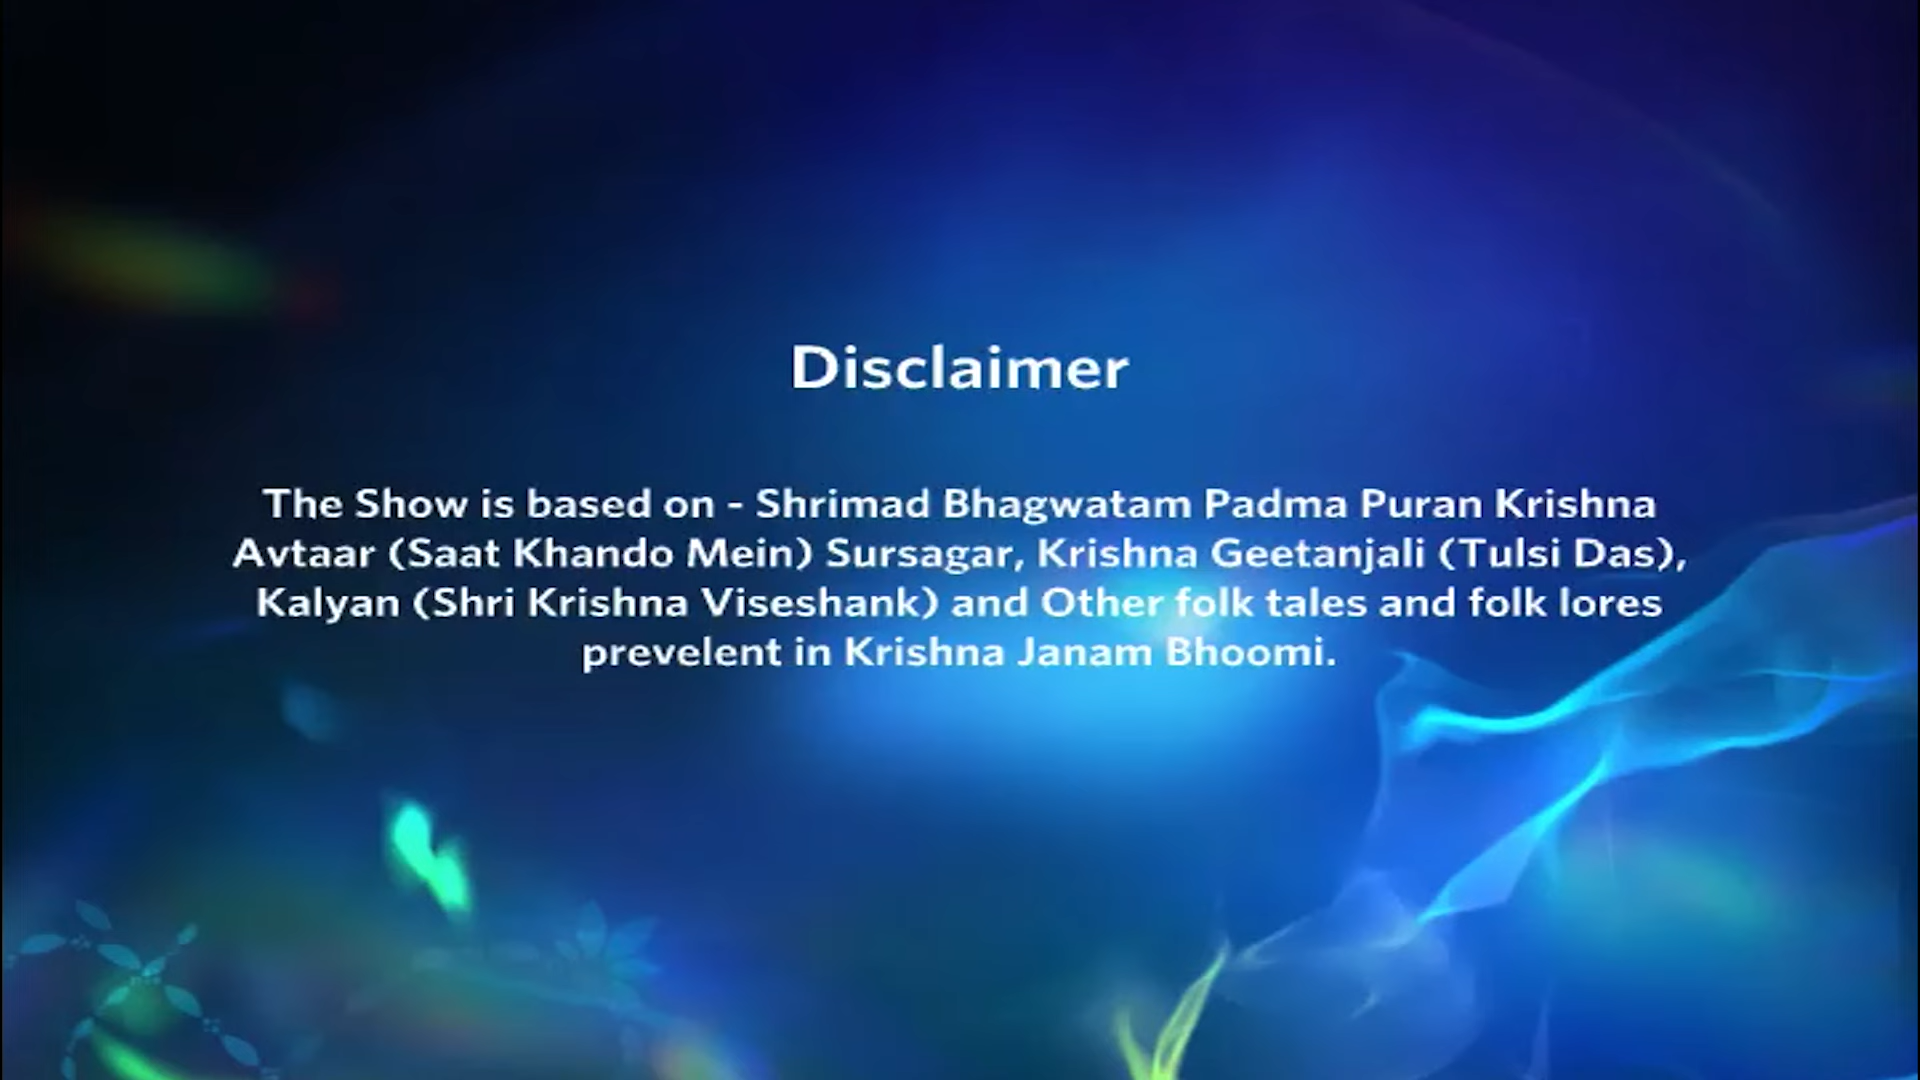 Disclaimer
The Show is based on - Shrimad Bhagwatam Padma Puran Krishna
Avtaar (Saat Khando Mein) Sursagar, Krishna Geetanjali (Tulsi Das),
Kalyan (Shri Krishna Viseshank) and Other folk tales and folk lores
prevelent in Krishna Janam Bhoomi.